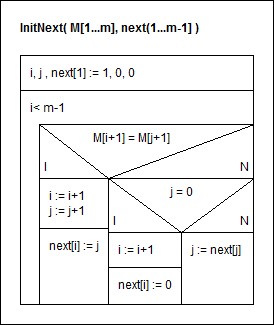 InitNext( M[1...m], next(1...m-1] )
i, j , next[1] := 1, 0, 0
i< m-1
M[i+1] = M[j+1]
I
N
i := i+1
j := j+1
next[i] := j
j = 0
I
N
i := i+1
next[i] := 0
j := next[j]